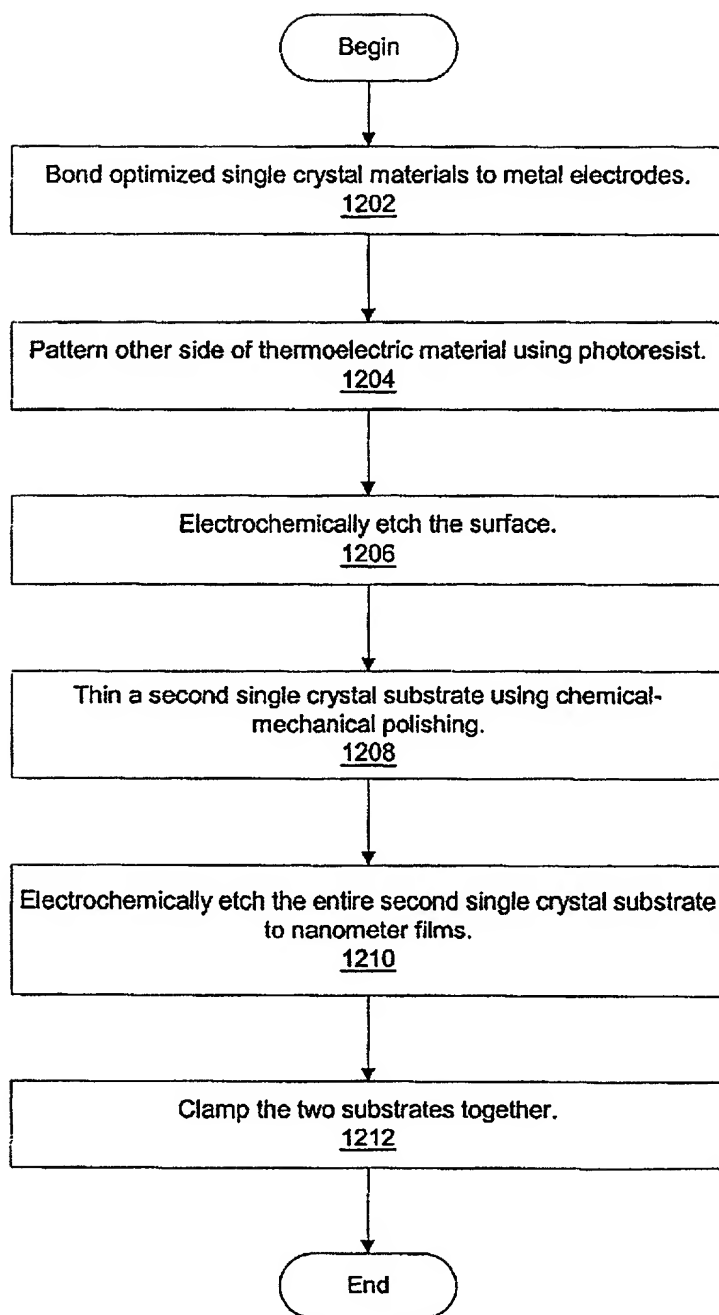 Begin
Bond optimized single crystal materials to metal electrodes.
1202
Pattern other side of thermoelectric material using photoresist.
1204
Electrochemically etch the surface.
1206
Thin a second single crystal substrate using chemical-
mechanical polishing.
1208
Electrochemically etch the entire second single crystal substrate
to nanometer films.
1210
Clamp the two substrates together.
1212
End